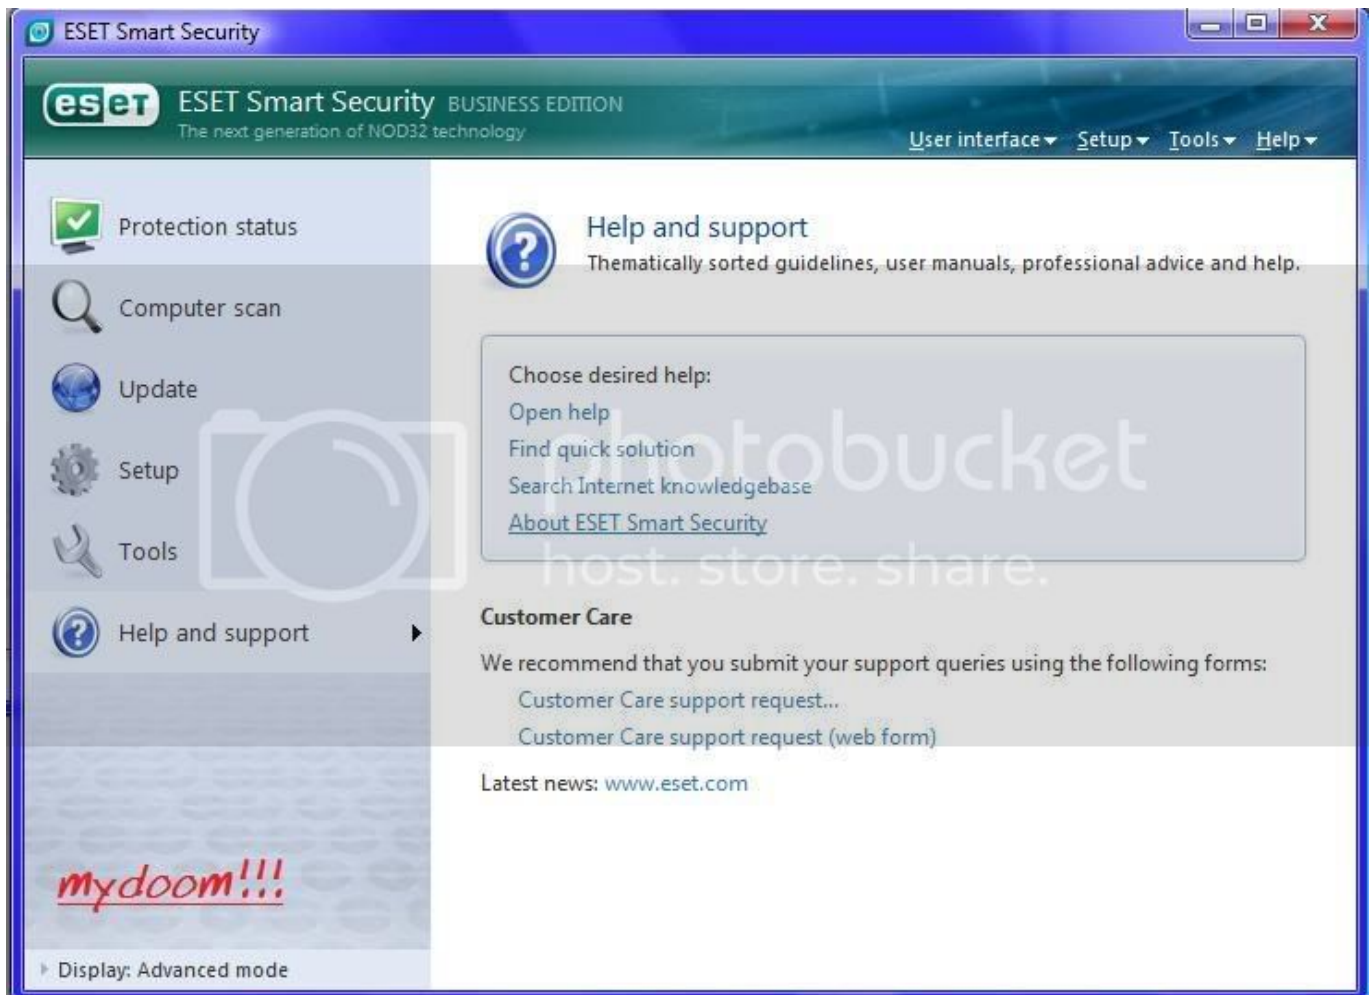 ESET Smart Security
eseT ESET Smart Security BUSINESS EDITION
The next generation of NOD32 technology
User interface Setup Tools Help
Protection status
Computer scan
Update
Setup
Tools
Help and support
mydoom!!!
Display: Advanced mode
Help and support
Thematically sorted guidelines, user manuals, professional advice and help.
Choose desired help:
Open help
Find quick solution
Search Internet knowledgebase
About ESET Smart Security
Customer Care
We recommend that you submit your support queries using the following forms:
Customer Care support request...
Customer Care support request (web form)
Latest news: www.eset.com
photobucket
host. store. share.